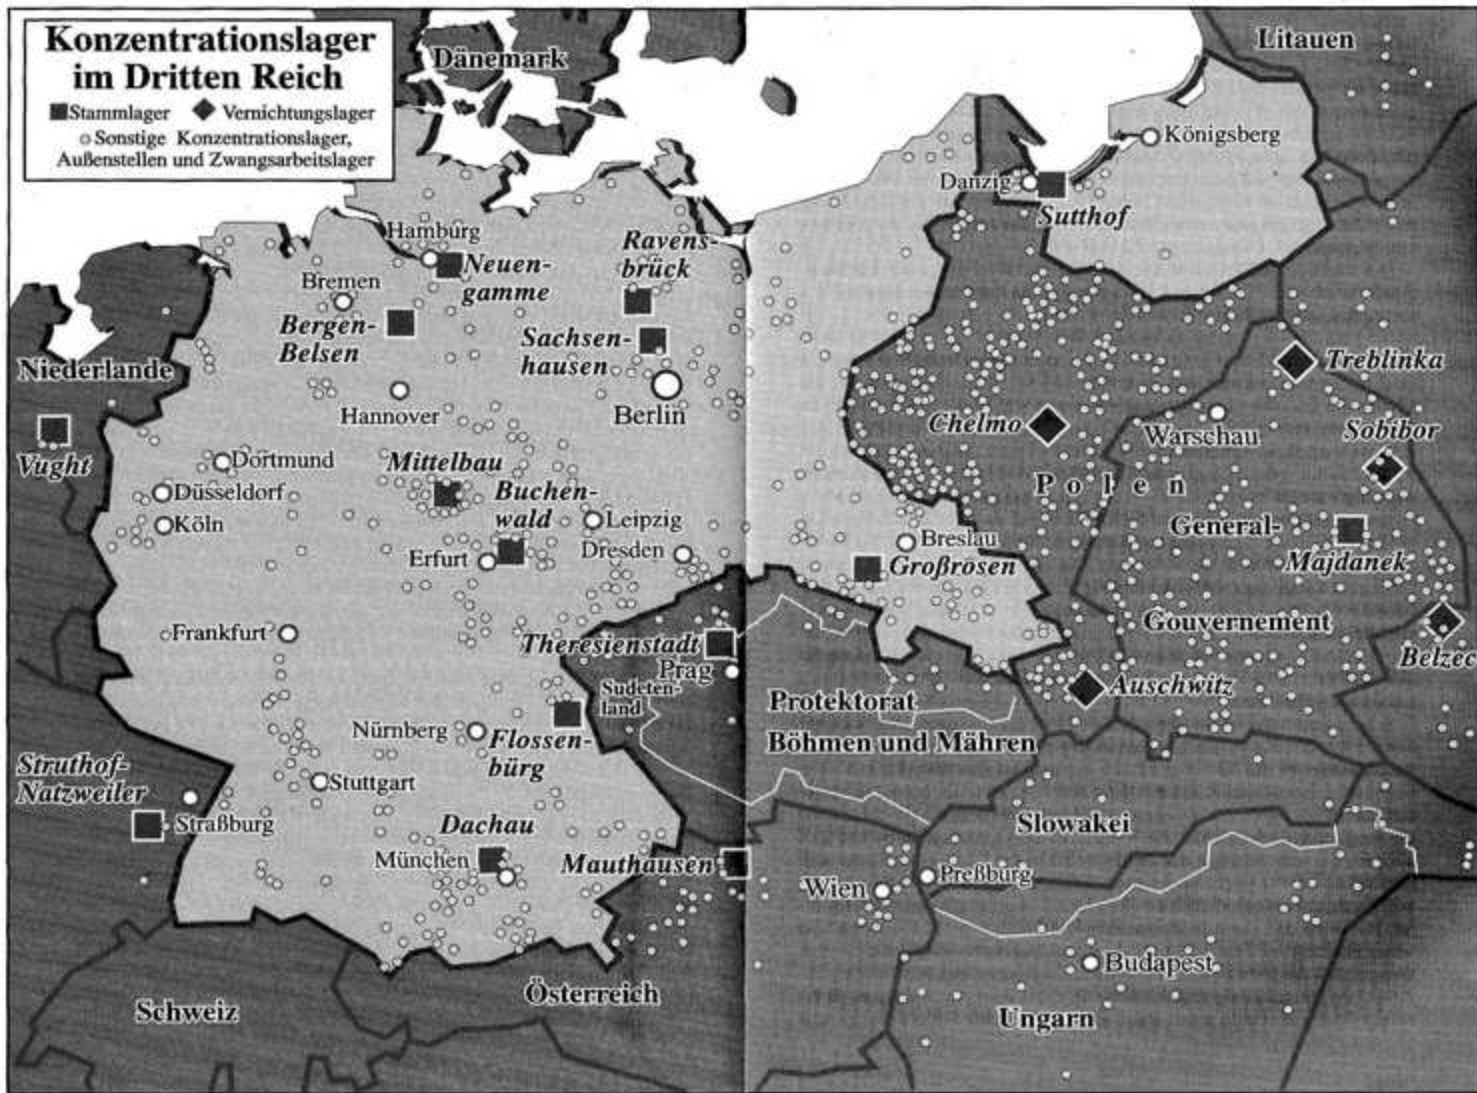 Konzentrationslager
im Dritten Reich
Stammlager Vernichtungslager
Sonstige Konzentrationslager,
Außenstellen und Zwangsarbeitslager
Dänemark
Litauen
Königsberg
Danzig
Sutthof
Hamburg
Neuen-
gamme
Ravens-
brück
Bremen
Bergen-
Belsen
Sachsen-
hausen
Niederlande
Treblinka
Hannover
Berlin
Chelmo
Warschau
Sobibor
Vught
Dortmund
Mittelbau
Düsseldorf
Buchen-
wald
Polen
Köln
Leipzig
General-
Erfurt
Dresden
Breslau
Großrosen
Majdanek
Frankfurt
Gouvernement
Theresienstadt
Prag
Belzec
Sudeten-
land
Auschwitz
Protektorat
Böhmen und Mähren
Nürnberg
Flossen-
bürg
Struthof-
Natzweiler
Stuttgart
Straßburg
Slowakei
Dachau
München
Mauthausen
Wien
Preßburg
Budapest
Österreich
Schweiz
Ungarn